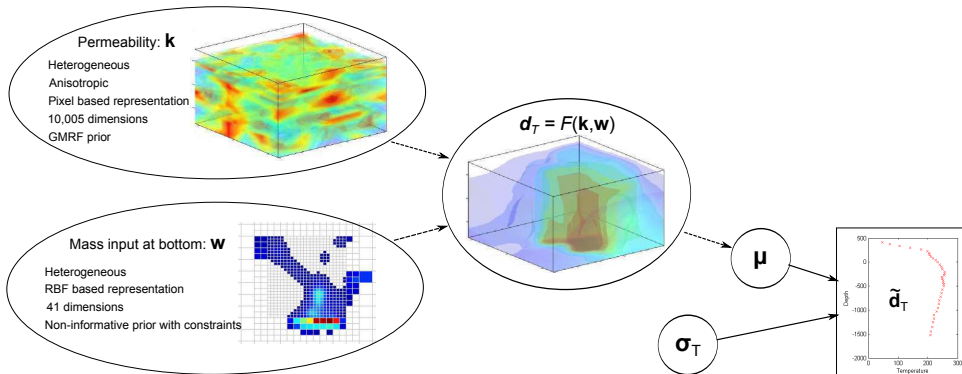 Permeability: k
Heterogeneous
Anisotropic
Pixel based representation
10,005 dimensions
GMRF prior
d_T = F(k,w)
Mass input at bottom: w
Heterogeneous
RBF based representation
41 dimensions
Non-informative prior with constraints
μ
σ_T
d̃_T
500
0
-500
-1000
-1500
-2000
Depth
0
100
200
300
Temperature